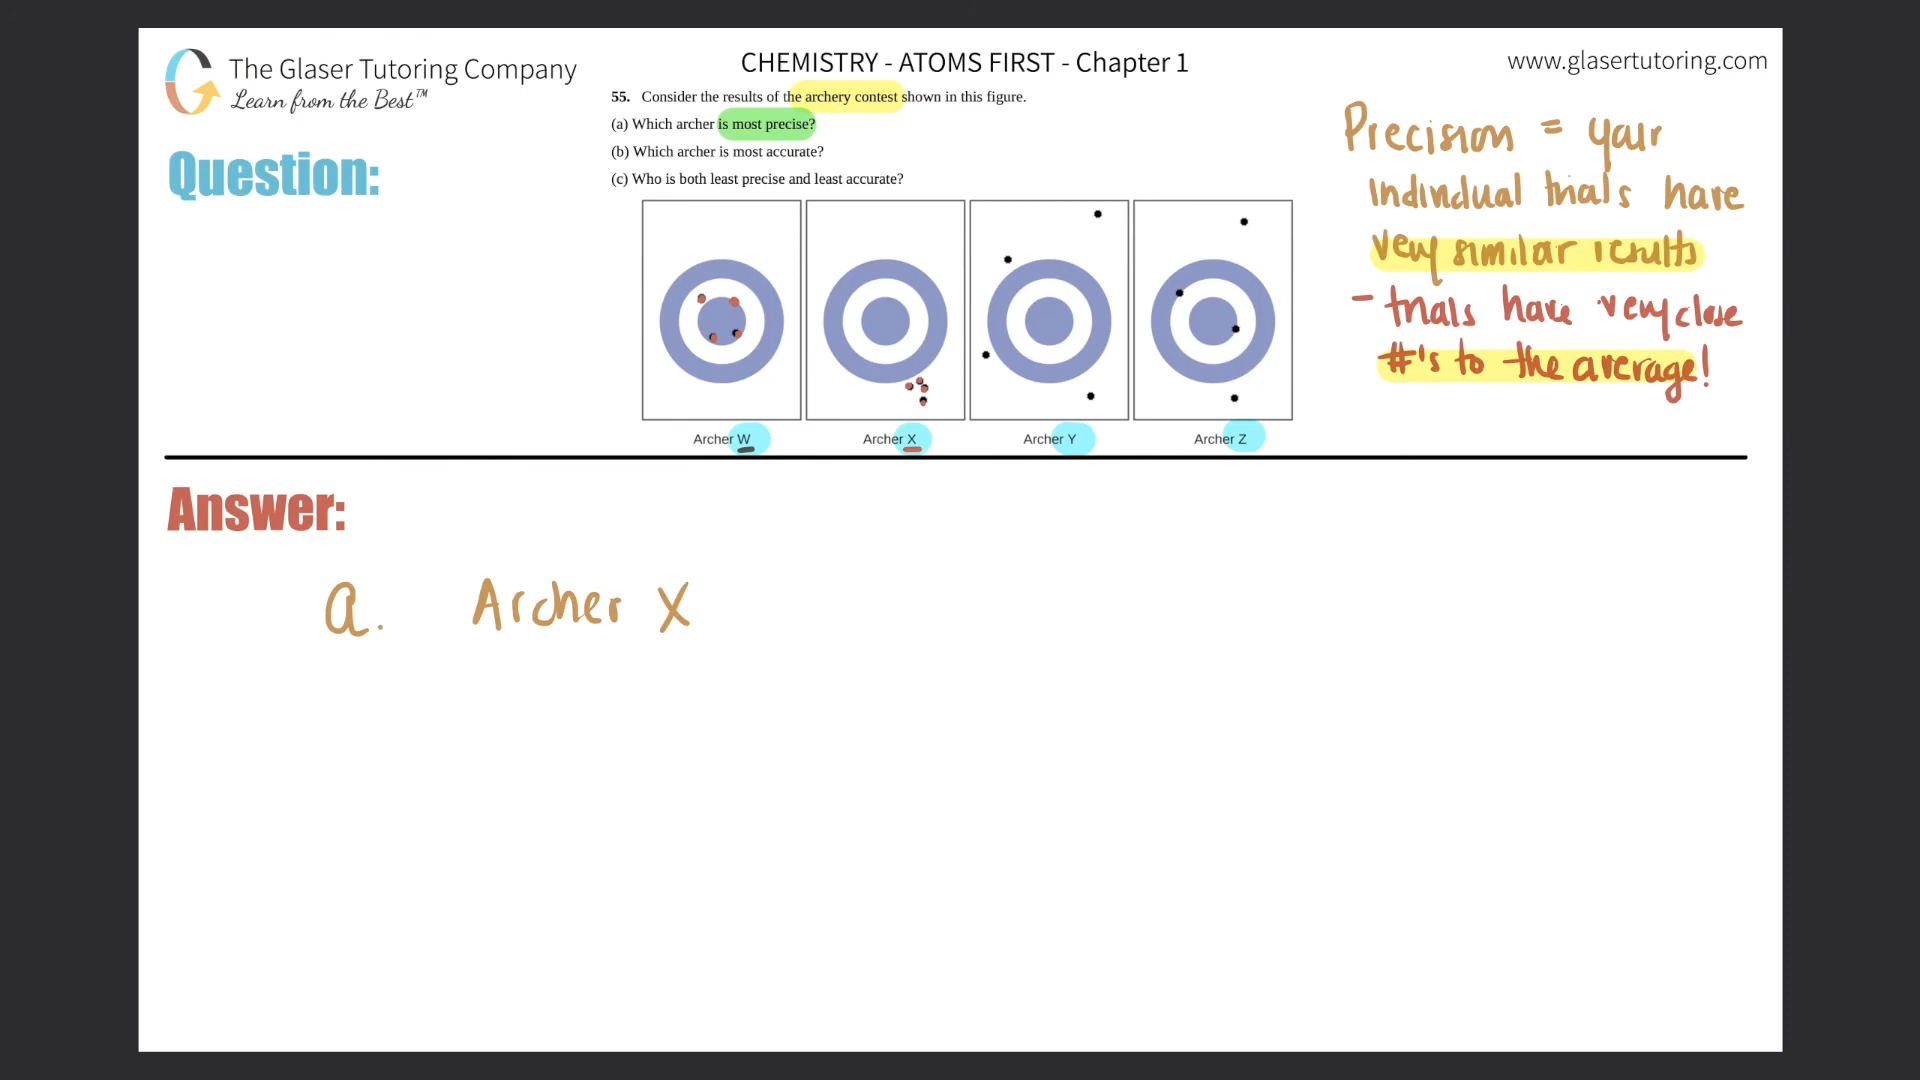 The Glaser Tutoring Company
Learn from the Best™
CHEMISTRY - ATOMS FIRST - Chapter 1
www.glasertutoring.com
Question:
55. Consider the results of the archery contest shown in this figure.
(a) Which archer is most precise?
(b) Which archer is most accurate?
(c) Who is both least precise and least accurate?
Archer W
Archer X
Archer Y
Archer Z
Precision = your
individual trials have
very similar results
- trials have very close
#'s to the average!
Answer:
a. Archer X